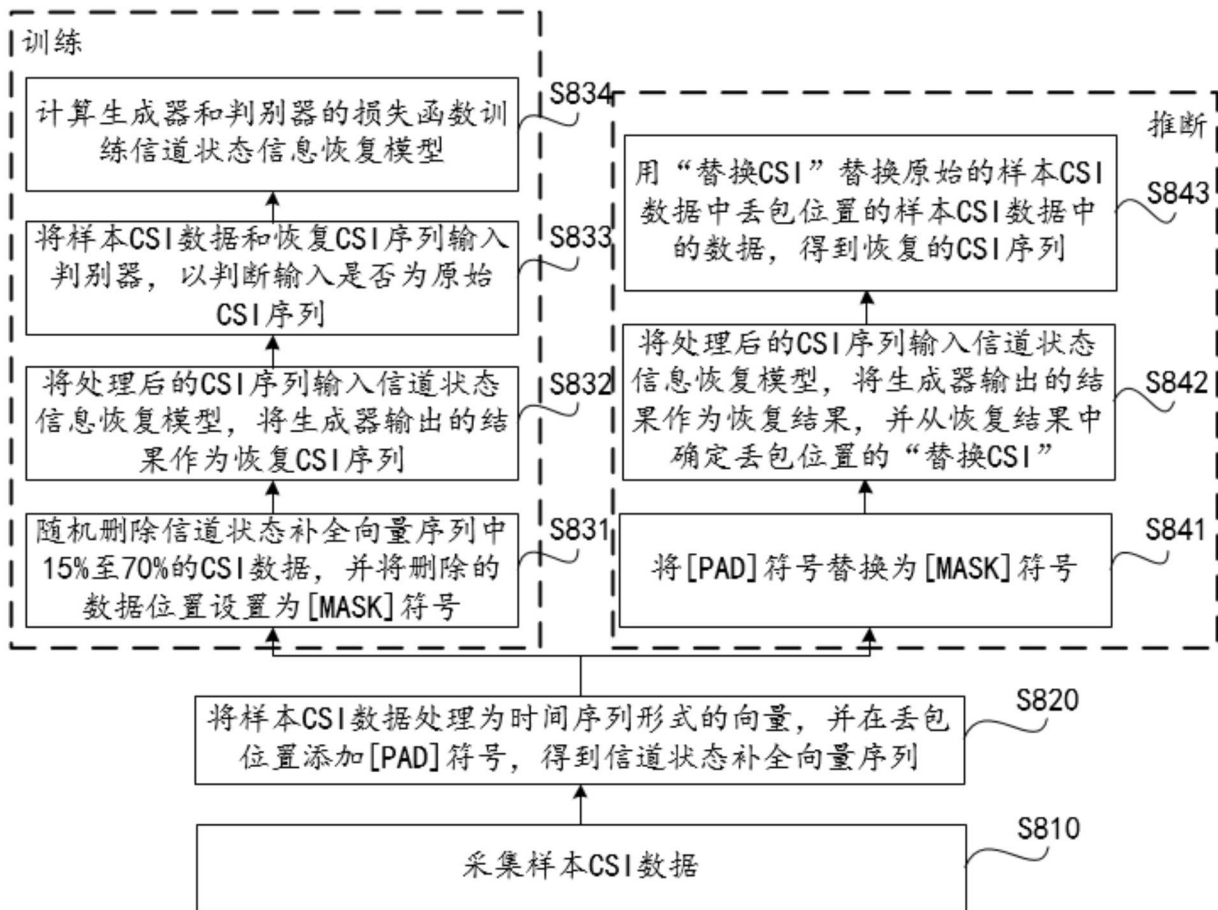 训练
计算生成器和判别器的损失函数训
练信道状态信息恢复模型
S834
将样本CSI数据和恢复CSI序列输入
判别器，以判断输入是否为原始
CSI序列
S833
将处理后的CSI序列输入信道状态
信息恢复模型，将生成器输出的结
果作为恢复CSI序列
S832
随机删除信道状态补全向量序列中
15%至70%的CSI数据，并将删除的
数据位置设置为[MASK]符号
S831
推断
用“替换CSI”替换原始的样本CSI
数据中丢包位置的样本CSI数据中
的数据，得到恢复的CSI序列
S843
将处理后的CSI序列输入信道状态
信息恢复模型，将生成器输出的结
果作为恢复结果，并从恢复结果中
确定丢包位置的“替换CSI”
S842
将[PAD]符号替换为[MASK]符号
S841
将样本CSI数据处理为时间序列形式的向量，并在丢包
位置添加[PAD]符号，得到信道状态补全向量序列
S820
采集样本CSI数据
S810